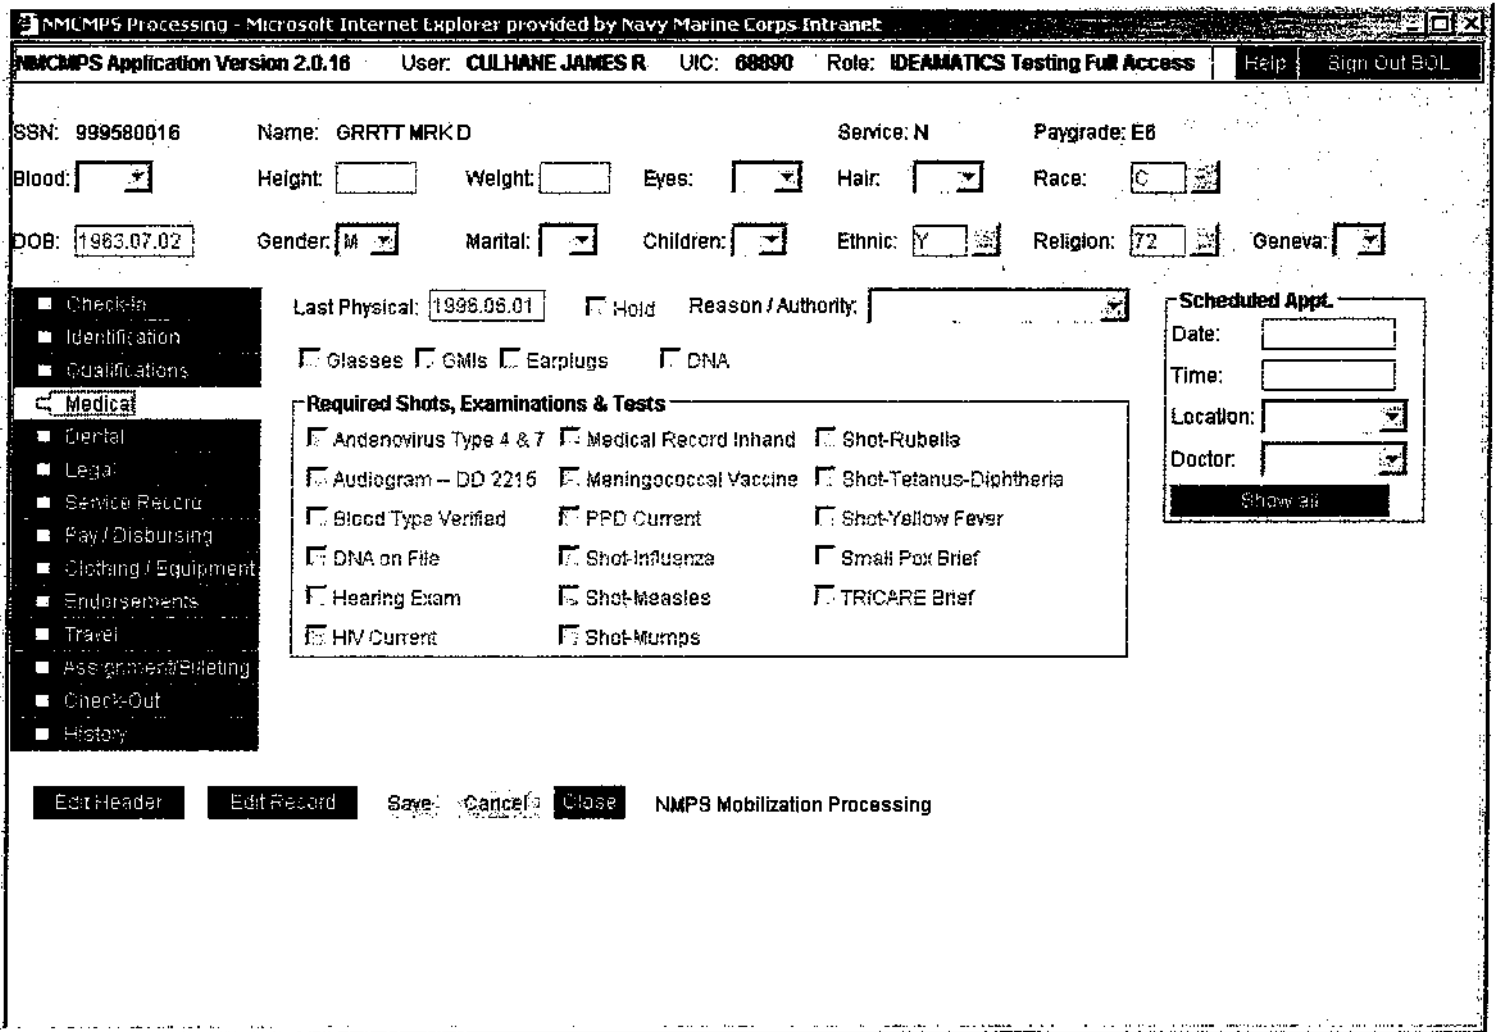 NMCMPS Processing - Microsoft Internet Explorer provided by Navy Marine Corps Intranet
NMCMPS Application Version 2.0.16 User: CULHANE JAMES R UIC: 68890 Role: IDEAMATICS Testing Full Access Help Sign Out BOL
SSN: 999580016 Name: GRRTT MRK D Service: N Paygrade: E6
Blood: Height: Weight: Eyes: Hair: Race: C
DOB: 1963.07.02 Gender: M Marital: Children: Ethnic: Y Religion: 72 Geneva:
Check-In
Identification
Qualifications
Medical
Dental
Legal
Service Record
Pay / Disbursing
Clothing / Equipment
Endorsements
Travel
Assignment/Billeting
Check-Out
History
Last Physical: 1998.06.01 Hold Reason / Authority:
Glasses GMIs Earplugs DNA
Required Shots, Examinations & Tests
Andenovirus Type 4 & 7 Medical Record Inhand Shot-Rubella
Audiogram -- DD 2215 Meningococcal Vaccine Shot-Tetanus-Diphtheria
Blood Type Verified PPD Current Shot-Yellow Fever
DNA on File Shot-Influenza Small Pox Brief
Hearing Exam Shot-Measles TRICARE Brief
HIV Current Shot-Mumps
Scheduled Appt.
Date:
Time:
Location:
Doctor:
Show all
Edit Header Edit Record Save Cancel Close NMPS Mobilization Processing